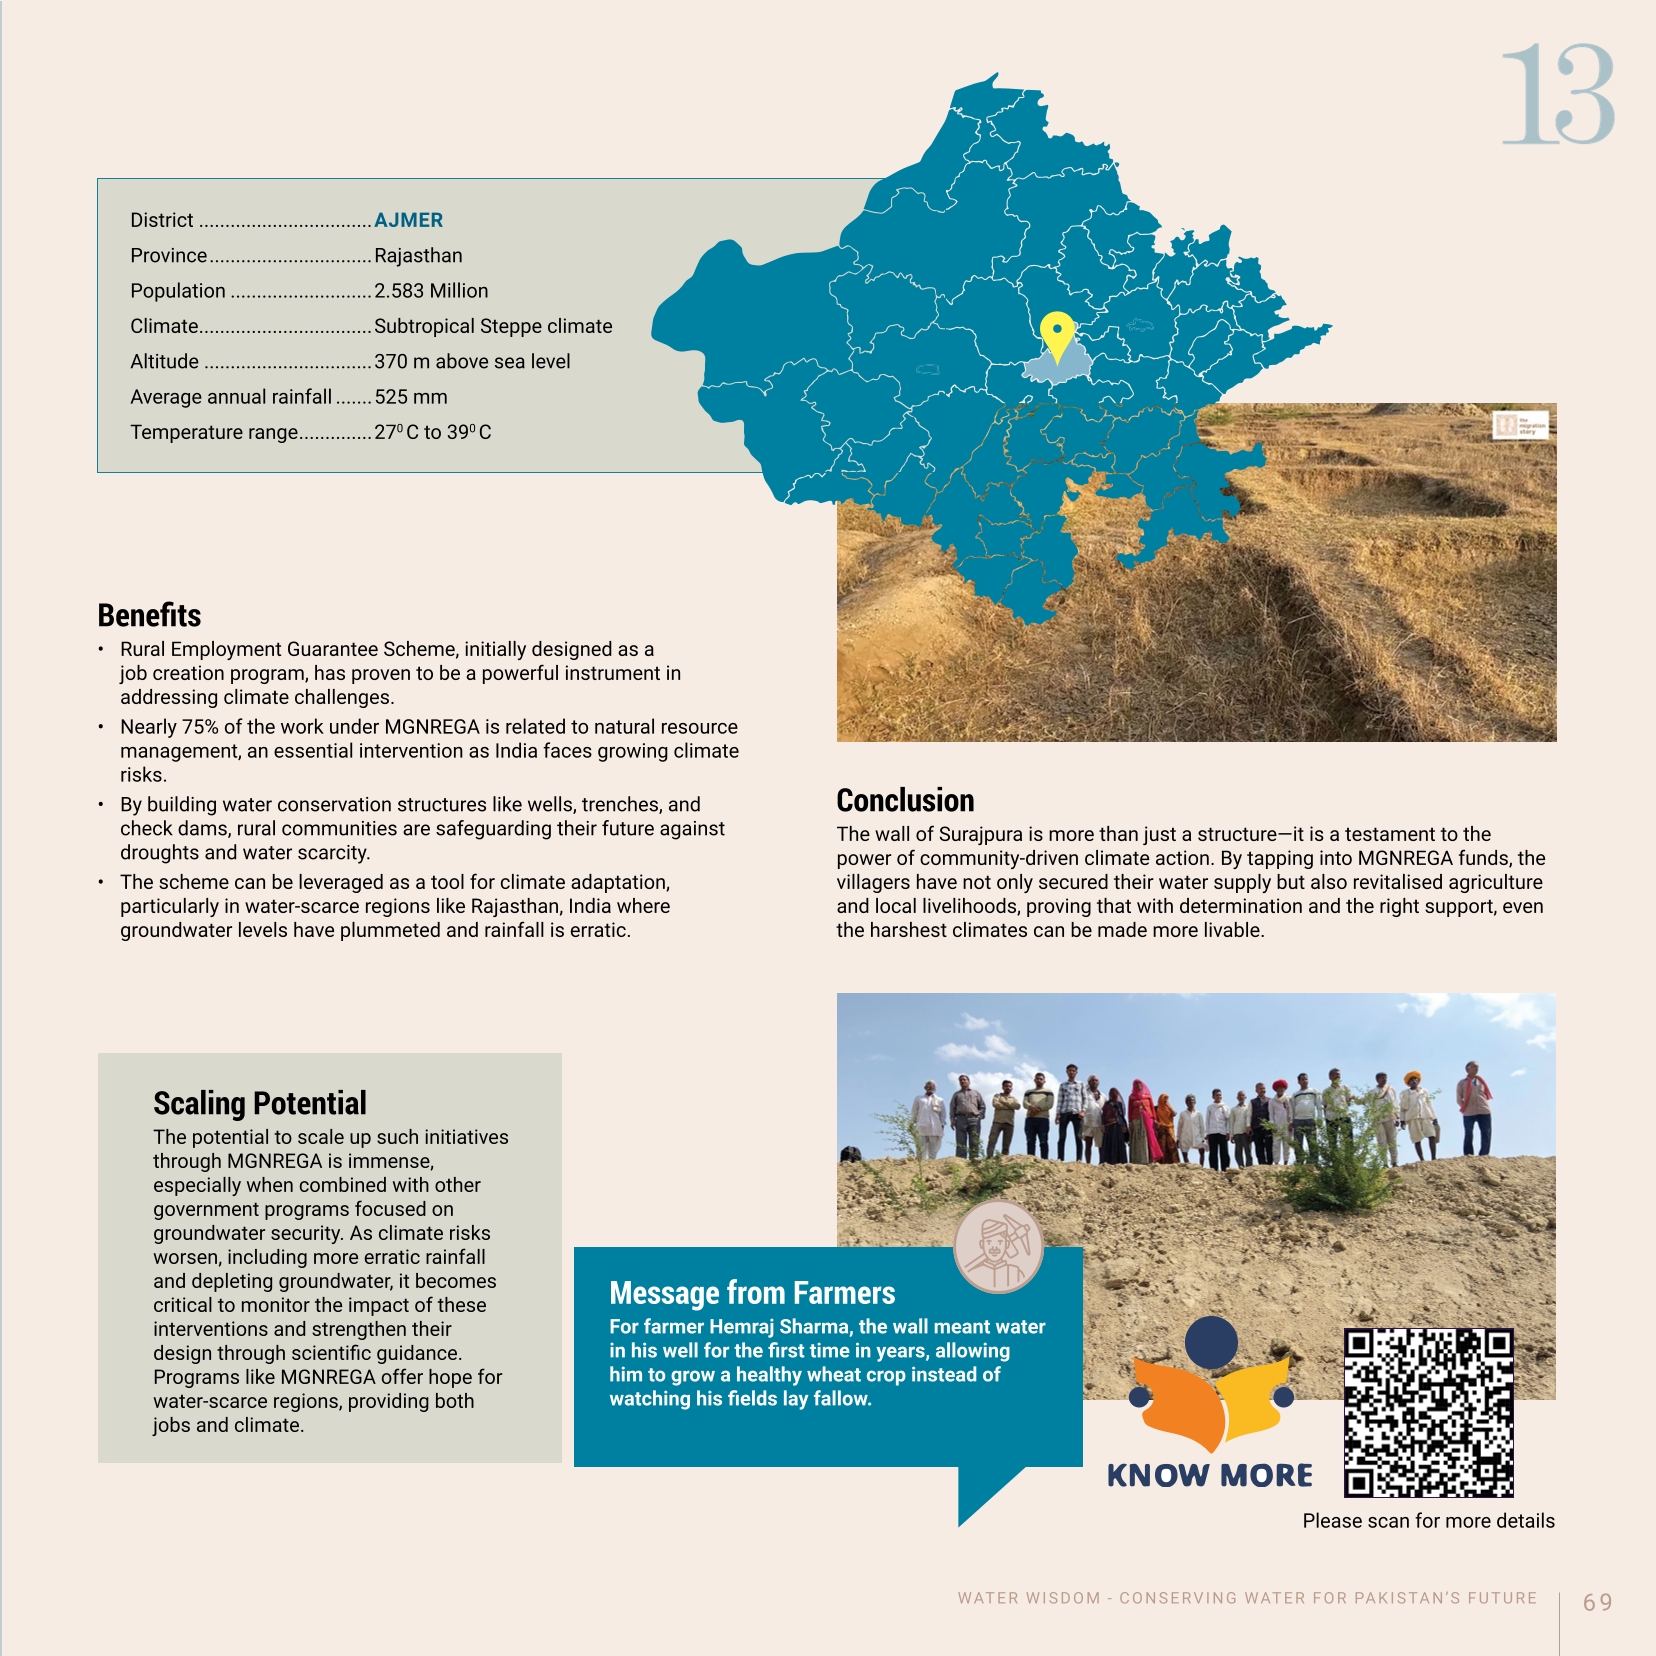 13
District ................................. AJMER
Province ............................... Rajasthan
Population ........................... 2.583 Million
Climate ................................. Subtropical Steppe climate
Altitude ................................ 370 m above sea level
Average annual rainfall ....... 525 mm
Temperature range .............. 27⁰ C to 39⁰ C
the
migration
story
Benefits
• Rural Employment Guarantee Scheme, initially designed as a
job creation program, has proven to be a powerful instrument in
addressing climate challenges.
• Nearly 75% of the work under MGNREGA is related to natural resource
management, an essential intervention as India faces growing climate
risks.
• By building water conservation structures like wells, trenches, and
check dams, rural communities are safeguarding their future against
droughts and water scarcity.
• The scheme can be leveraged as a tool for climate adaptation,
particularly in water-scarce regions like Rajasthan, India where
groundwater levels have plummeted and rainfall is erratic.
Conclusion
The wall of Surajpura is more than just a structure—it is a testament to the
power of community-driven climate action. By tapping into MGNREGA funds, the
villagers have not only secured their water supply but also revitalised agriculture
and local livelihoods, proving that with determination and the right support, even
the harshest climates can be made more livable.
Scaling Potential
The potential to scale up such initiatives
through MGNREGA is immense,
especially when combined with other
government programs focused on
groundwater security. As climate risks
worsen, including more erratic rainfall
and depleting groundwater, it becomes
critical to monitor the impact of these
interventions and strengthen their
design through scientific guidance.
Programs like MGNREGA offer hope for
water-scarce regions, providing both
jobs and climate.
Message from Farmers
For farmer Hemraj Sharma, the wall meant water
in his well for the first time in years, allowing
him to grow a healthy wheat crop instead of
watching his fields lay fallow.
KNOW MORE
Please scan for more details
WATER WISDOM - CONSERVING WATER FOR PAKISTAN'S FUTURE
69